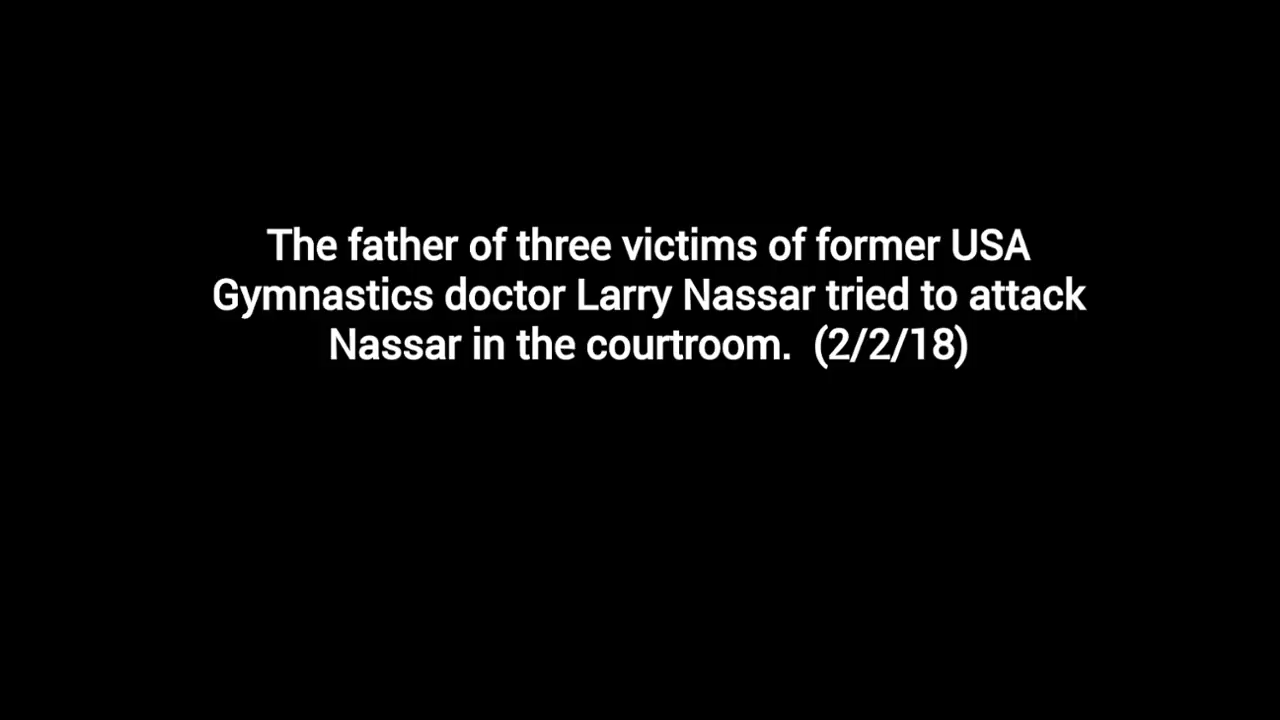 The father of three victims of former USA
Gymnastics doctor Larry Nassar tried to attack
Nassar in the courtroom.  (2/2/18)